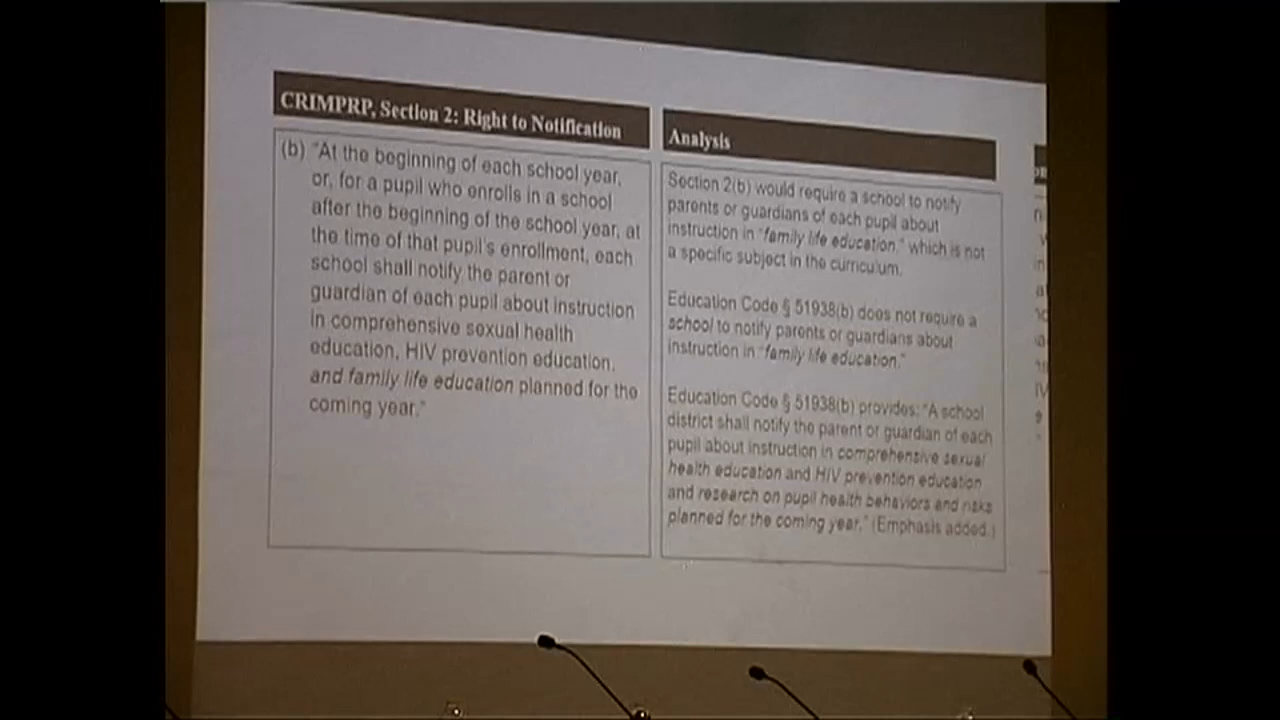 CRIMPRP, Section 2: Right to Notification
(b) "At the beginning of each school year,
or, for a pupil who enrolls in a school
after the beginning of the school year, at
the time of that pupil's enrollment, each
school shall notify the parent or
guardian of each pupil about instruction
in comprehensive sexual health
education, HIV prevention education,
and family life education planned for the
coming year."
Analysis
Section 2(b) would require a school to notify
parents or guardians of each pupil about
instruction in "family life education," which is not
a specific subject in the curriculum.
Education Code § 51938(b) does not require a
school to notify parents or guardians about
instruction in "family life education."
Education Code § 51938(b) provides: "A school
district shall notify the parent or guardian of each
pupil about instruction in comprehensive sexual
health education and HIV prevention education
and research on pupil health behaviors and risks
planned for the coming year." (Emphasis added.)